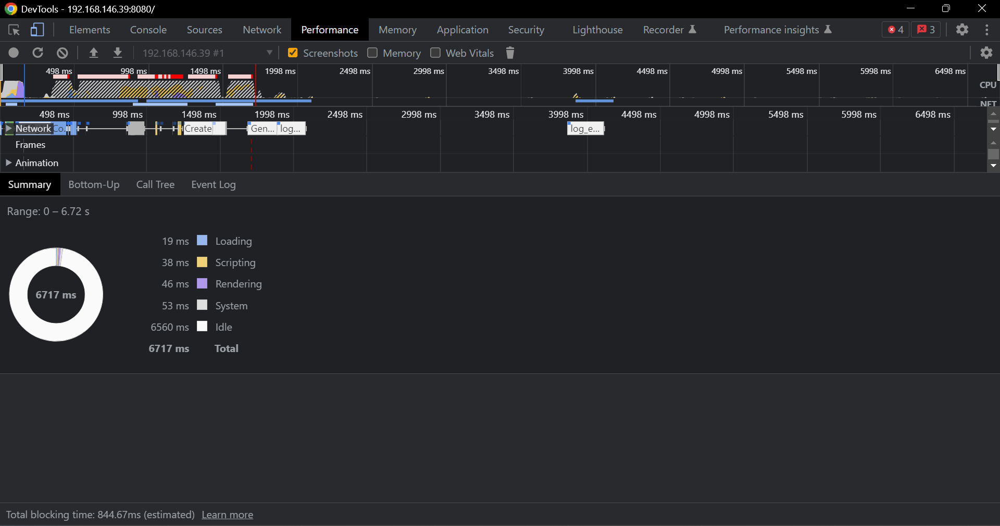 DevTools - 192.168.146.39:8080/
Elements Console Sources Network Performance Memory Application Security Lighthouse Recorder Performance insights 4 3
192.168.146.39 #1 Screenshots Memory Web Vitals
498 ms 998 ms 1498 ms 1998 ms 2498 ms 2998 ms 3498 ms 3998 ms 4498 ms 4998 ms 5498 ms 5998 ms 6498 ms
CPU
NET
498 ms 998 ms 1498 ms 1998 ms 2498 ms 2998 ms 3498 ms 3998 ms 4498 ms 4998 ms 5498 ms 5998 ms 6498 ms
Network Co... Create Gen... log... log_e...
Frames
Animation
Summary Bottom-Up Call Tree Event Log
Range: 0 – 6.72 s
19 ms Loading
38 ms Scripting
46 ms Rendering
6717 ms
53 ms System
6560 ms Idle
6717 ms Total
Total blocking time: 844.67ms (estimated) Learn more